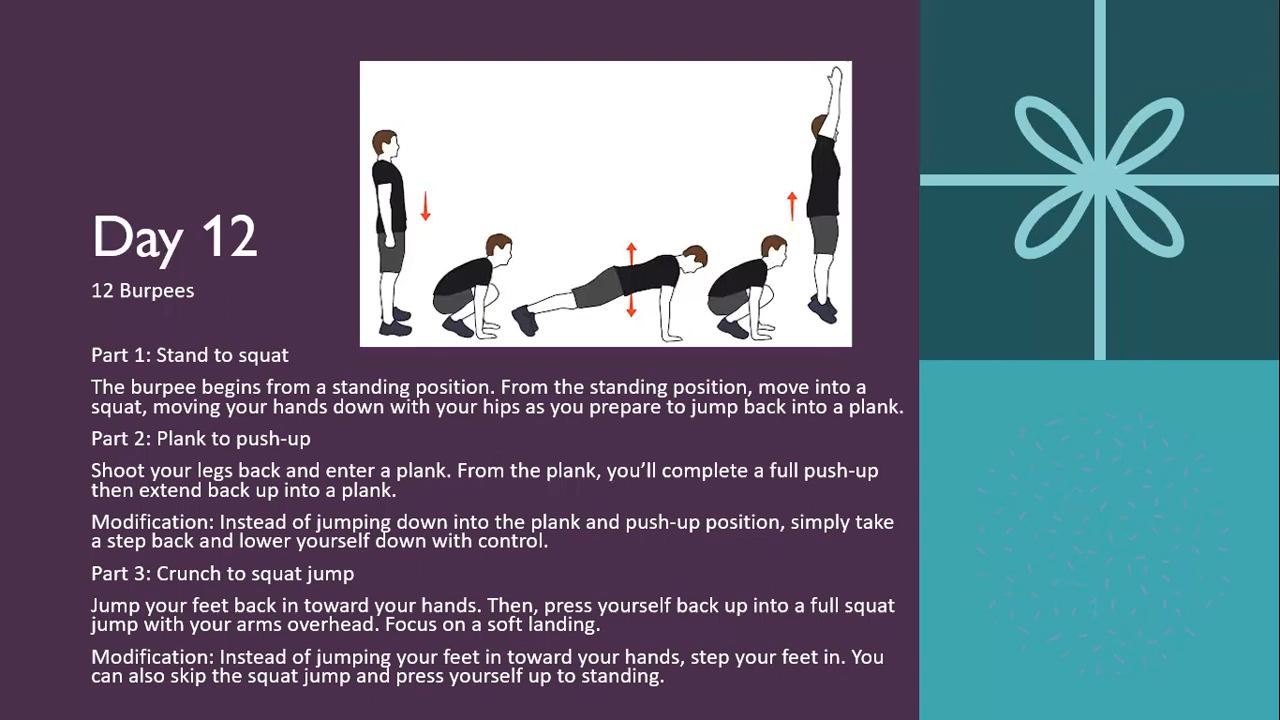 Day 12
12 Burpees
Part 1: Stand to squat
The burpee begins from a standing position. From the standing position, move into a
squat, moving your hands down with your hips as you prepare to jump back into a plank.
Part 2: Plank to push-up
Shoot your legs back and enter a plank. From the plank, you’ll complete a full push-up
then extend back up into a plank.
Modification: Instead of jumping down into the plank and push-up position, simply take
a step back and lower yourself down with control.
Part 3: Crunch to squat jump
Jump your feet back in toward your hands. Then, press yourself back up into a full squat
jump with your arms overhead. Focus on a soft landing.
Modification: Instead of jumping your feet in toward your hands, step your feet in. You
can also skip the squat jump and press yourself up to standing.